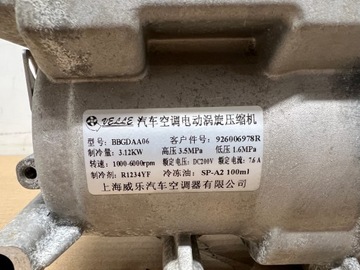 VELLE 汽车空调电动涡旋压缩机
型号: BBGDAA06 客户件号: 926006978R
制冷量: 3.12KW 高压 3.5MPa 低压 1.6MPa
转速: 1000-6000rpm 额定电压: DC200V 额定电流: 7.6A
制冷剂: R1234YF 冷冻油: SP-A2 100ml
上海威乐汽车空调器有限公司